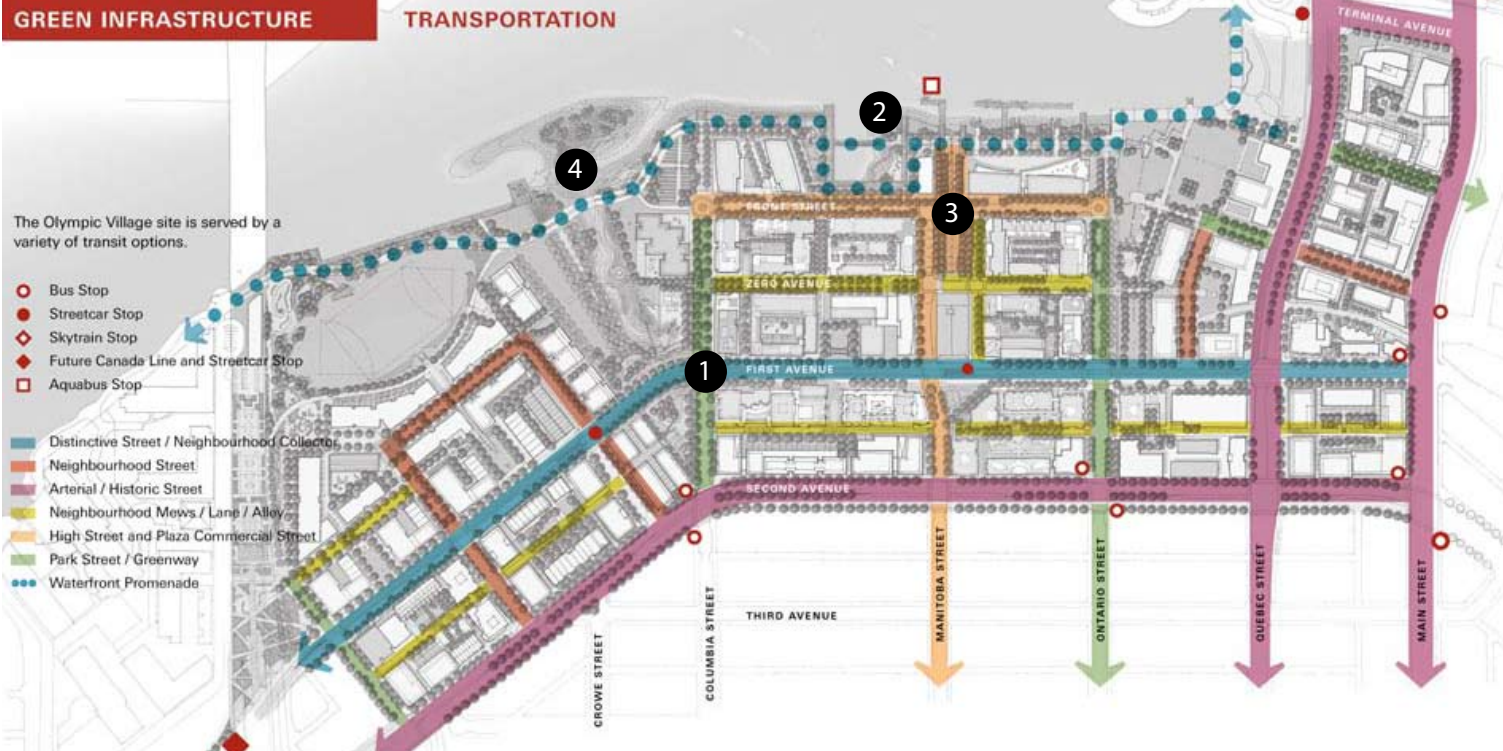 GREEN INFRASTRUCTURE
TRANSPORTATION
TERMINAL AVENUE
2
4
The Olympic Village site is served by a
variety of transit options.
FRONT STREET
3
Bus Stop
ZERO AVENUE
Streetcar Stop
Skytrain Stop
Future Canada Line and Streetcar Stop
1
FIRST AVENUE
Aquabus Stop
Distinctive Street / Neighbourhood Collector
Neighbourhood Street
Arterial / Historic Street
SECOND AVENUE
Neighbourhood Mews / Lane / Alley
High Street and Plaza Commercial Street
Park Street / Greenway
Waterfront Promenade
THIRD AVENUE
CROWE STREET
COLUMBIA STREET
MANITOBA STREET
ONTARIO STREET
QUEBEC STREET
MAIN STREET